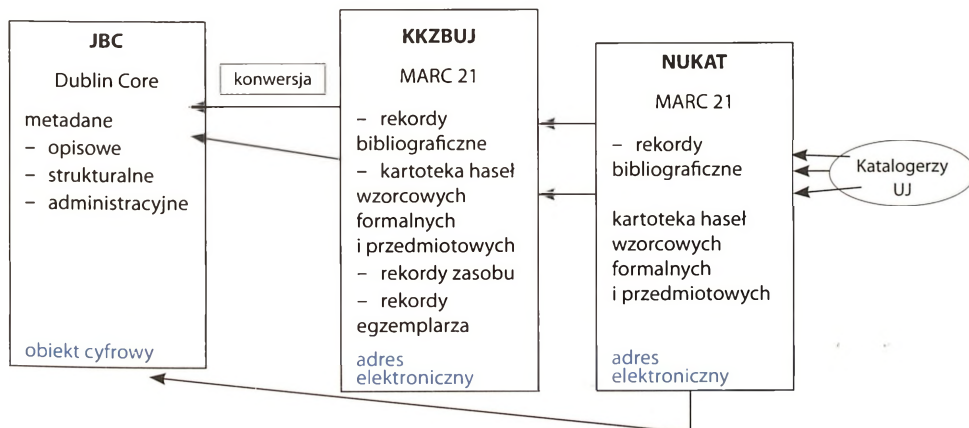 JBC
Dublin Core
metadane
– opisowe
– strukturalne
– administracyjne
obiekt cyfrowy
konwersja
KKZBUJ
MARC 21
– rekordy
bibliograficzne
– kartoteka haseł
wzorcowych
formalnych
i przedmiotowych
– rekordy zasobu
– rekordy
egzemplarza
adres
elektroniczny
NUKAT
MARC 21
– rekordy
bibliograficzne
kartoteka haseł
wzorcowych
formalnych
i przedmiotowych
adres
elektroniczny
Katalogerzy
UJ